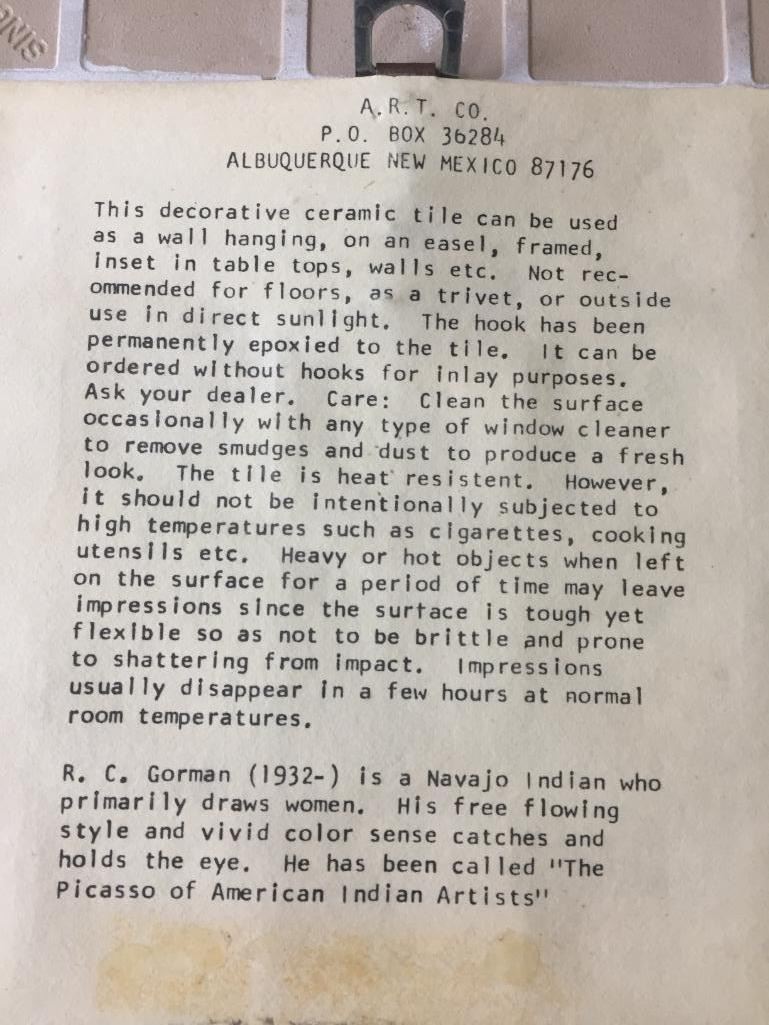 A.R.T. CO.
P.O. BOX 36284
ALBUQUERQUE NEW MEXICO 87176
This decorative ceramic tile can be used
as a wall hanging, on an easel, framed,
inset in table tops, walls etc. Not rec-
ommended for floors, as a trivet, or outside
use in direct sunlight. The hook has been
permanently epoxied to the tile. It can be
ordered without hooks for inlay purposes.
Ask your dealer. Care: Clean the surface
occasionally with any type of window cleaner
to remove smudges and dust to produce a fresh
look. The tile is heat resistent. However,
it should not be intentionally subjected to
high temperatures such as cigarettes, cooking
utensils etc. Heavy or hot objects when left
on the surface for a period of time may leave
impressions since the surface is tough yet
flexible so as not to be brittle and prone
to shattering from impact. Impressions
usually disappear in a few hours at normal
room temperatures.
R. C. Gorman (1932-) is a Navajo Indian who
primarily draws women. His free flowing
style and vivid color sense catches and
holds the eye. He has been called "The
Picasso of American Indian Artists"